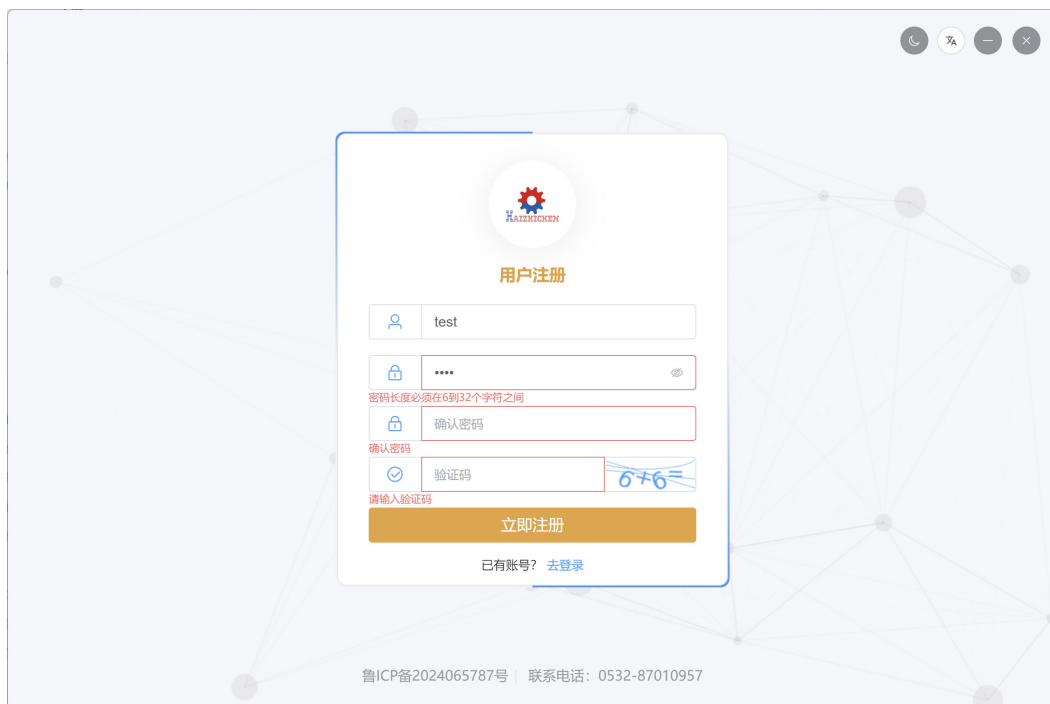 HAIZHICHEN
用户注册
test
••••
密码长度必须在6到32个字符之间
确认密码
确认密码
验证码 6+6=
请输入验证码
立即注册
已有账号? 去登录
鲁ICP备2024065787号 | 联系电话：0532-87010957